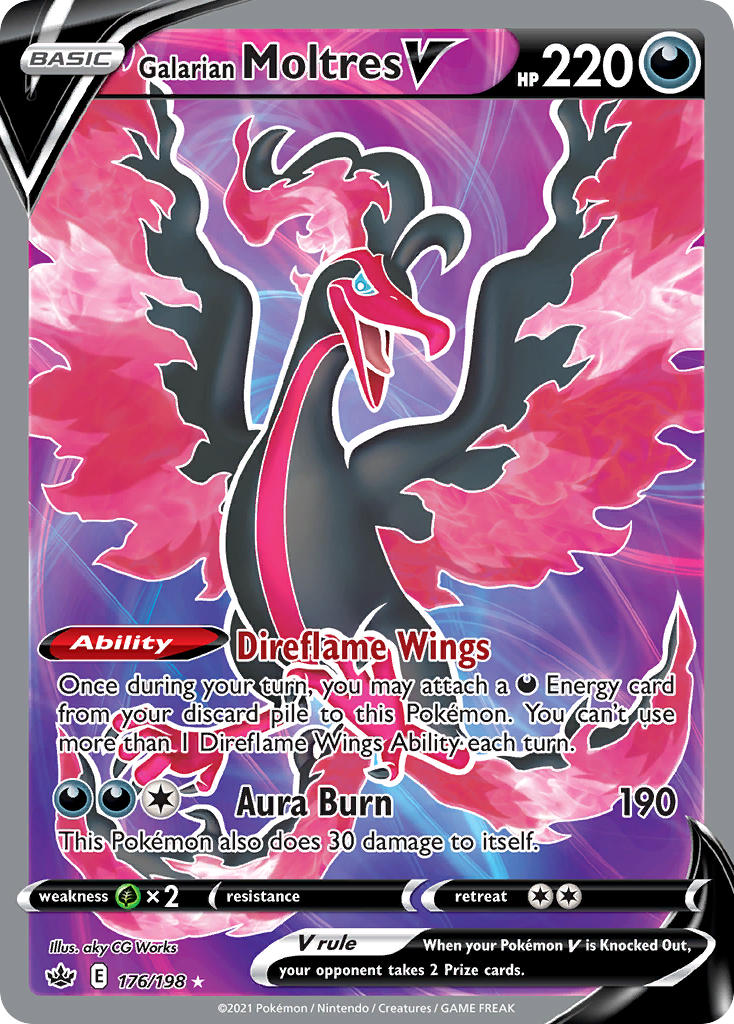 BASIC
Galarian Moltres V
HP 220
Ability Direflame Wings
Once during your turn, you may attach a Energy card
from your discard pile to this Pokémon. You can't use
more than 1 Direflame Wings Ability each turn.
Aura Burn 190
This Pokémon also does 30 damage to itself.
weakness ×2 resistance retreat
Illus. aky CG Works
V rule When your Pokémon V is Knocked Out,
your opponent takes 2 Prize cards.
E 176/198 ★
©2021 Pokémon / Nintendo / Creatures / GAME FREAK